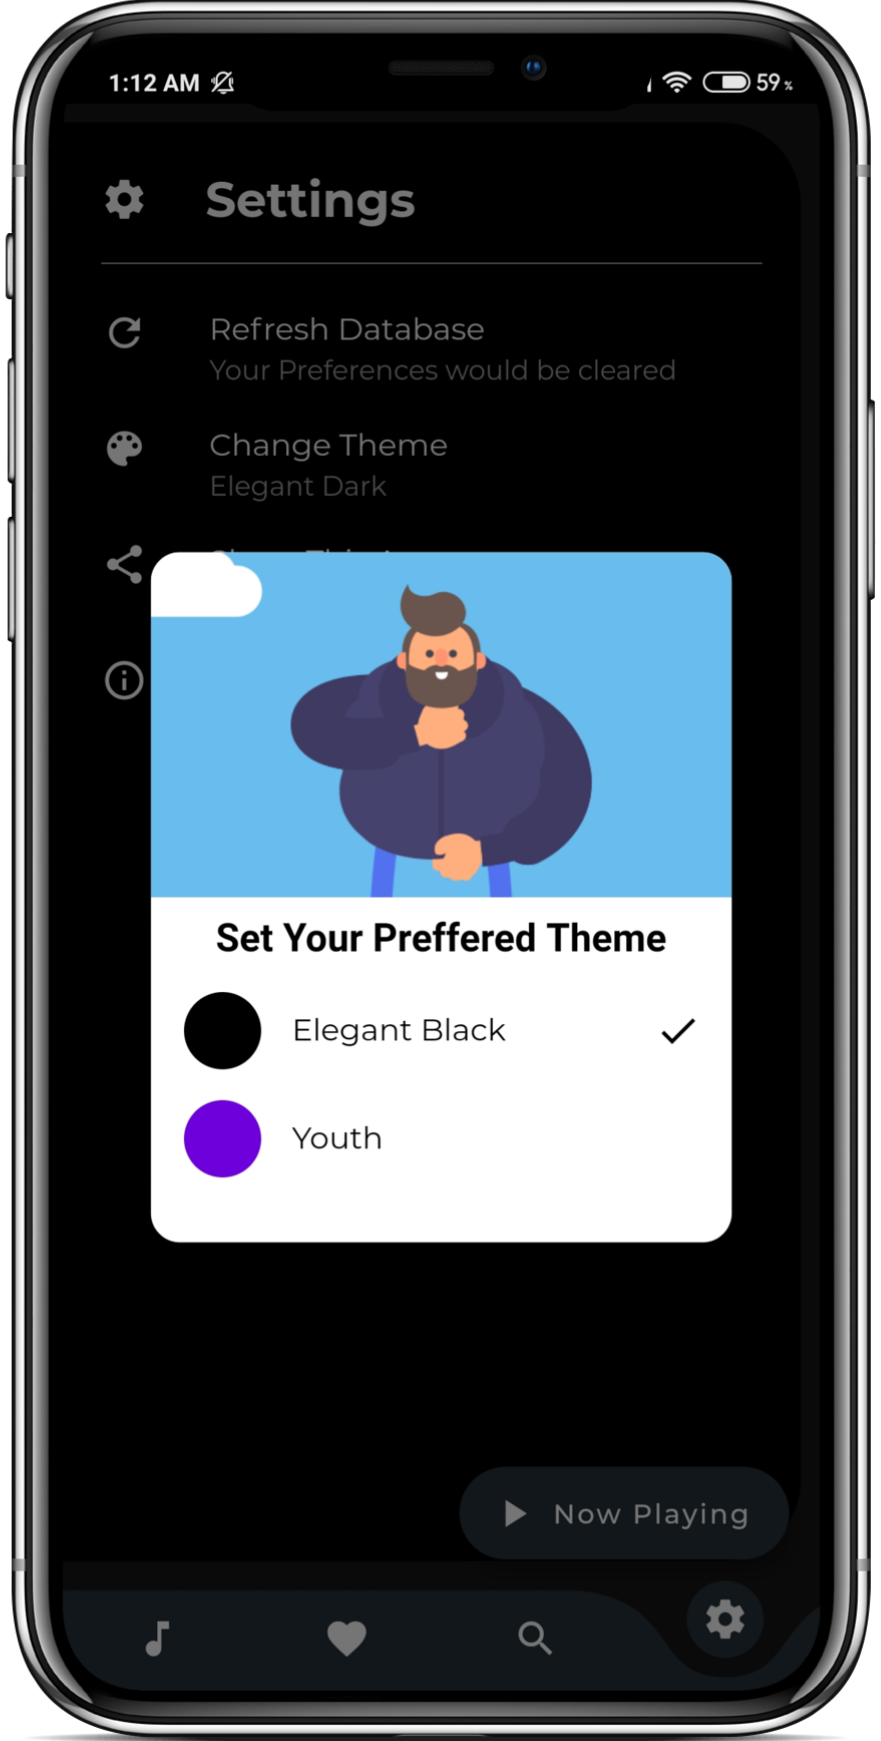 1:12 AM
59%
Settings
Refresh Database
Your Preferences would be cleared
Change Theme
Elegant Dark
Set Your Preffered Theme
Elegant Black
Youth
Now Playing